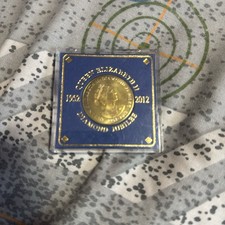 QUEEN ELIZABETH II
1952 2012
DIAMOND JUBILEE